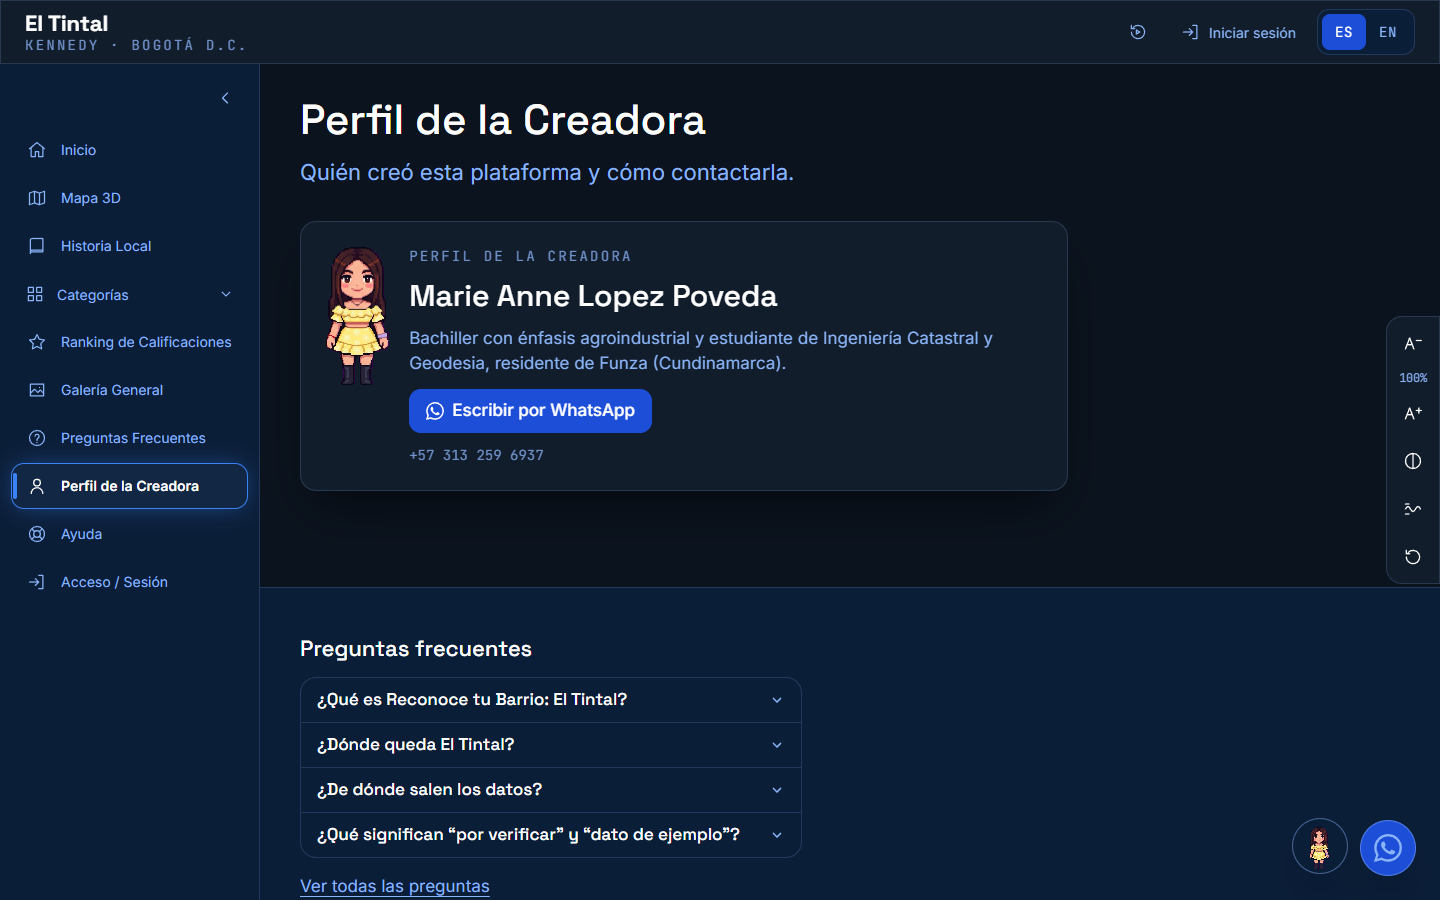 El Tintal
KENNEDY · BOGOTÁ D.C.
Iniciar sesión
ES
EN
Inicio
Mapa 3D
Historia Local
Categorías
Ranking de Calificaciones
Galería General
Preguntas Frecuentes
Perfil de la Creadora
Ayuda
Acceso / Sesión
Perfil de la Creadora
Quién creó esta plataforma y cómo contactarla.
PERFIL DE LA CREADORA
Marie Anne Lopez Poveda
Bachiller con énfasis agroindustrial y estudiante de Ingeniería Catastral y
Geodesia, residente de Funza (Cundinamarca).
Escribir por WhatsApp
+57 313 259 6937
A−
100%
A+
Preguntas frecuentes
¿Qué es Reconoce tu Barrio: El Tintal?
¿Dónde queda El Tintal?
¿De dónde salen los datos?
¿Qué significan “por verificar” y “dato de ejemplo”?
Ver todas las preguntas